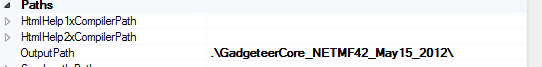 Paths
HtmlHelp1xCompilerPath
HtmlHelp2xCompilerPath
OutputPath .\GadgeteerCore_NETMF42_May15_2012\